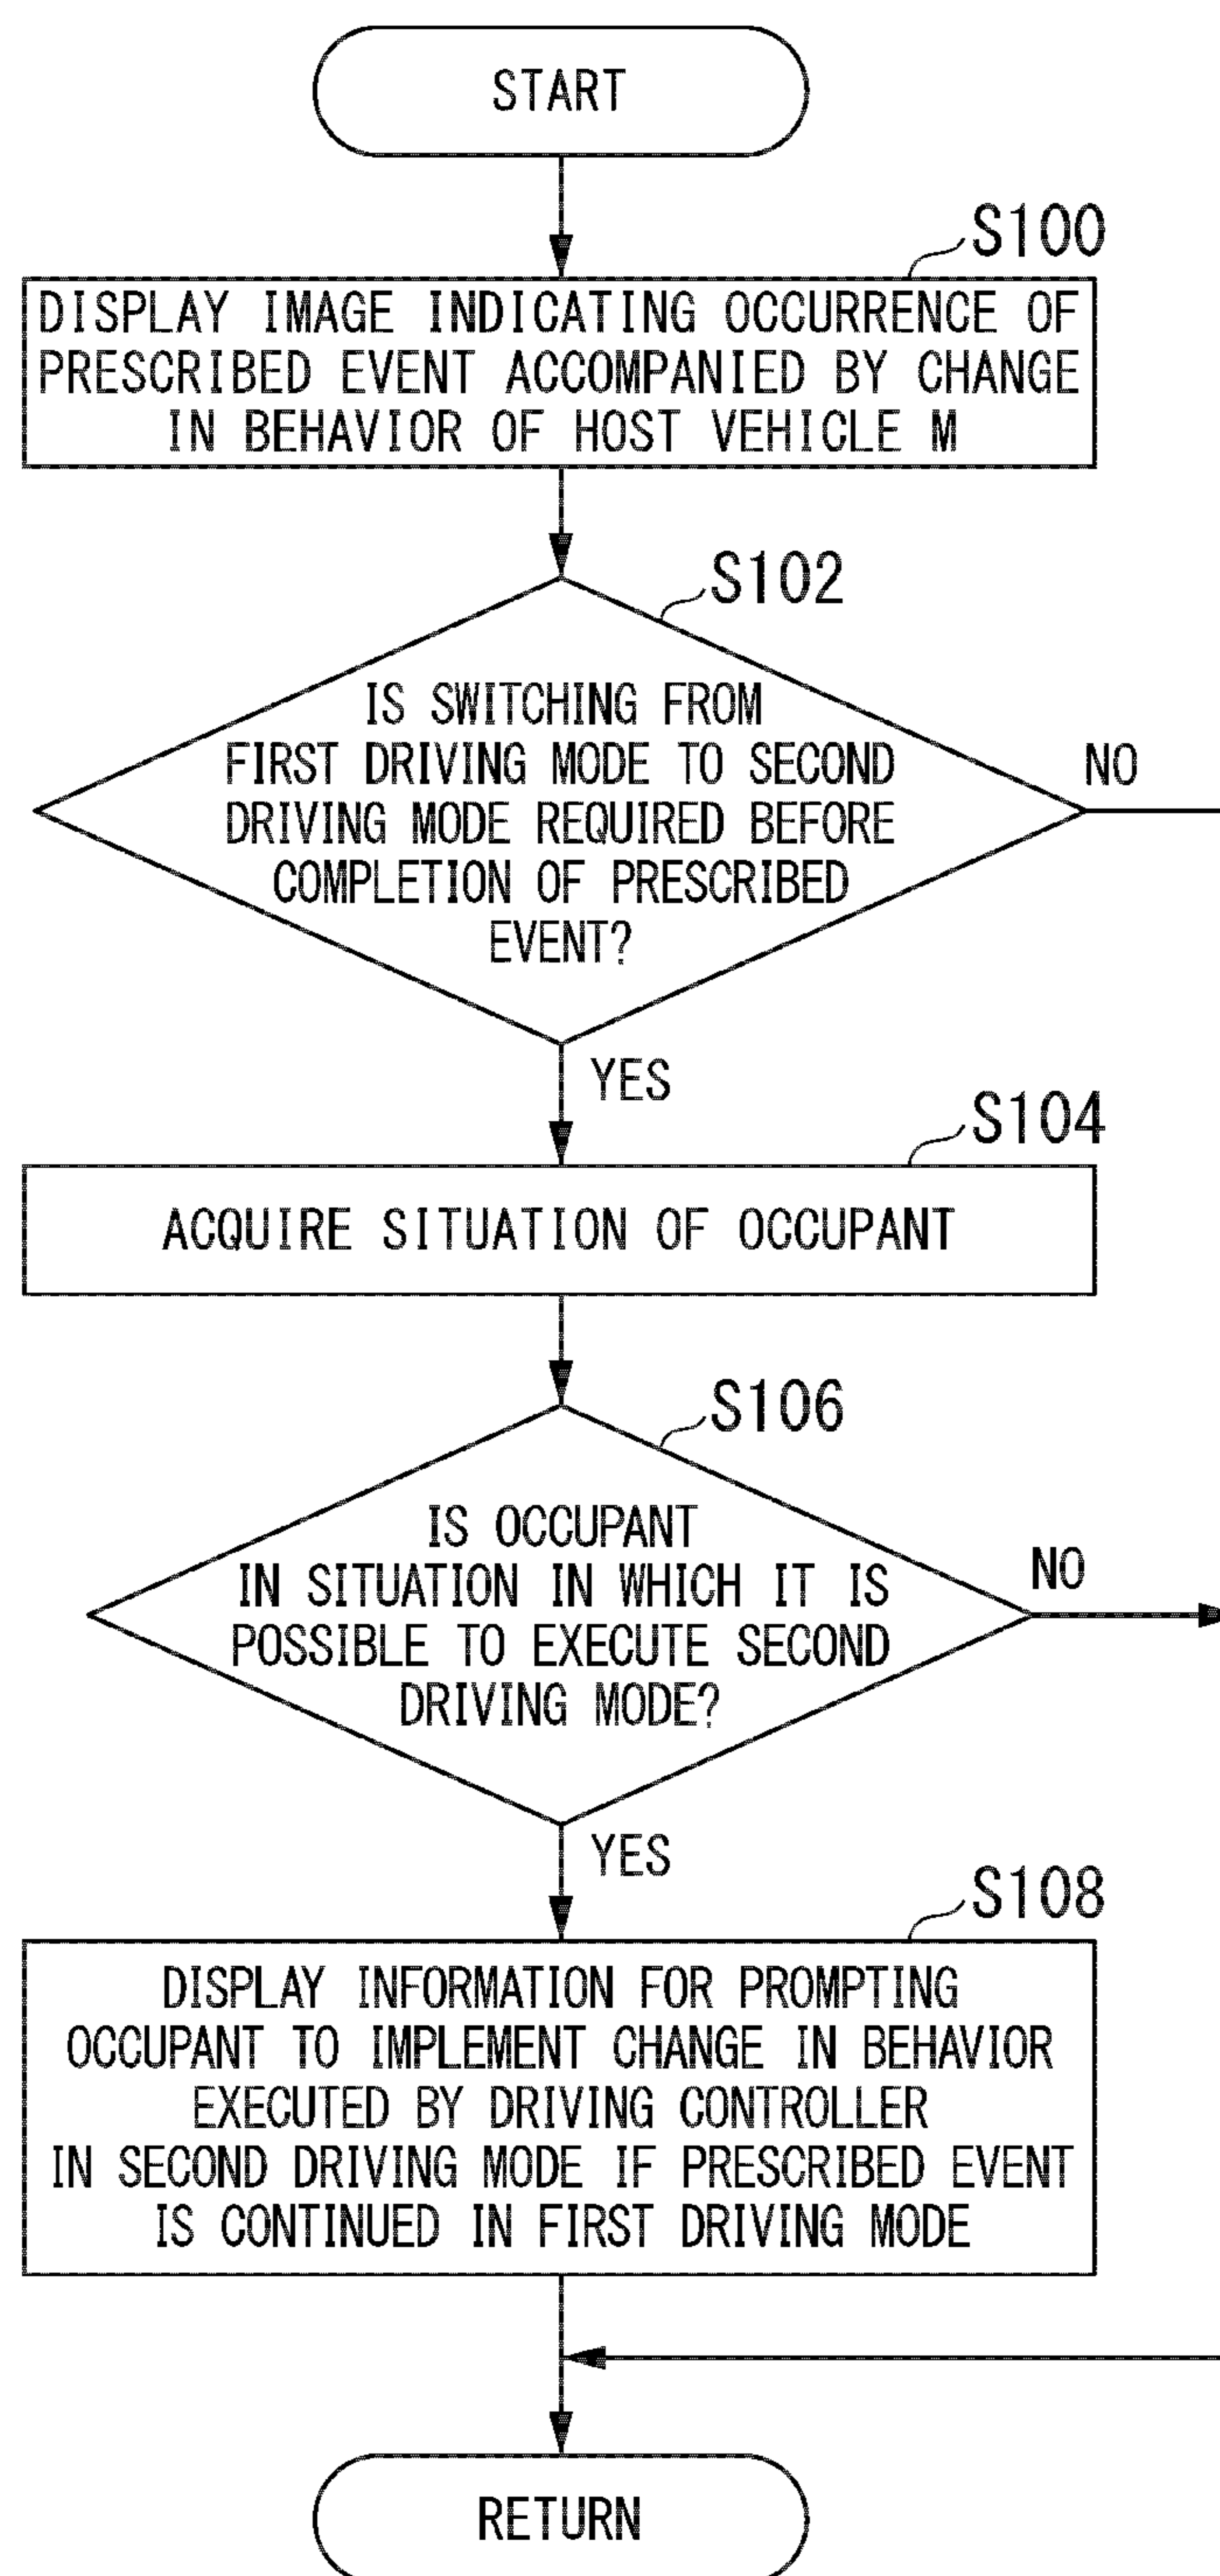 START
S100
DISPLAY IMAGE INDICATING OCCURRENCE OF
PRESCRIBED EVENT ACCOMPANIED BY CHANGE
IN BEHAVIOR OF HOST VEHICLE M
S102
IS SWITCHING FROM
FIRST DRIVING MODE TO SECOND
DRIVING MODE REQUIRED BEFORE
COMPLETION OF PRESCRIBED
EVENT?
NO
YES
S104
ACQUIRE SITUATION OF OCCUPANT
S106
IS OCCUPANT
IN SITUATION IN WHICH IT IS
POSSIBLE TO EXECUTE SECOND
DRIVING MODE?
NO
YES
S108
DISPLAY INFORMATION FOR PROMPTING
OCCUPANT TO IMPLEMENT CHANGE IN BEHAVIOR
EXECUTED BY DRIVING CONTROLLER
IN SECOND DRIVING MODE IF PRESCRIBED EVENT
IS CONTINUED IN FIRST DRIVING MODE
RETURN